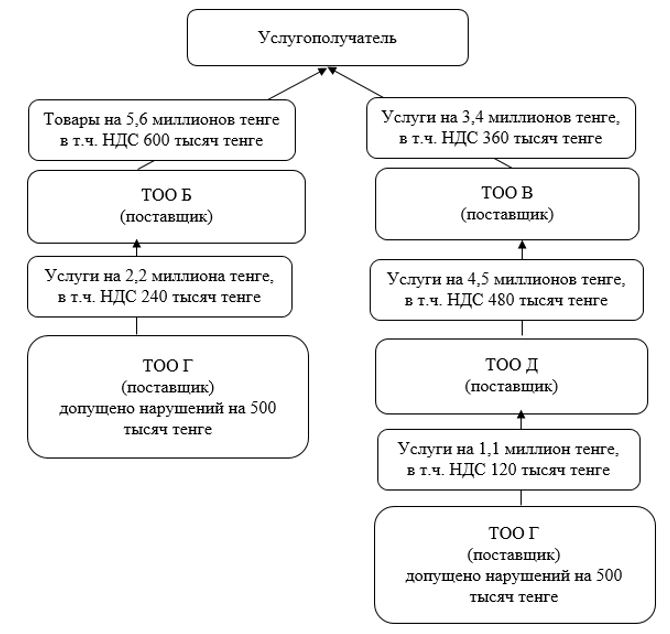 Услугополучатель
Товары на 5,6 миллионов тенге
в т.ч. НДС 600 тысяч тенге
Услуги на 3,4 миллиона тенге,
в т.ч. НДС 360 тысяч тенге
ТОО Б
(поставщик)
ТОО В
(поставщик)
Услуги на 2,2 миллиона тенге,
в т.ч. НДС 240 тысяч тенге
Услуги на 4,5 миллионов тенге,
в т.ч. НДС 480 тысяч тенге
ТОО Г
(поставщик)
допущено нарушений на 500
тысяч тенге
ТОО Д
(поставщик)
Услуги на 1,1 миллион тенге,
в т.ч. НДС 120 тысяч тенге
ТОО Г
(поставщик)
допущено нарушений на 500
тысяч тенге